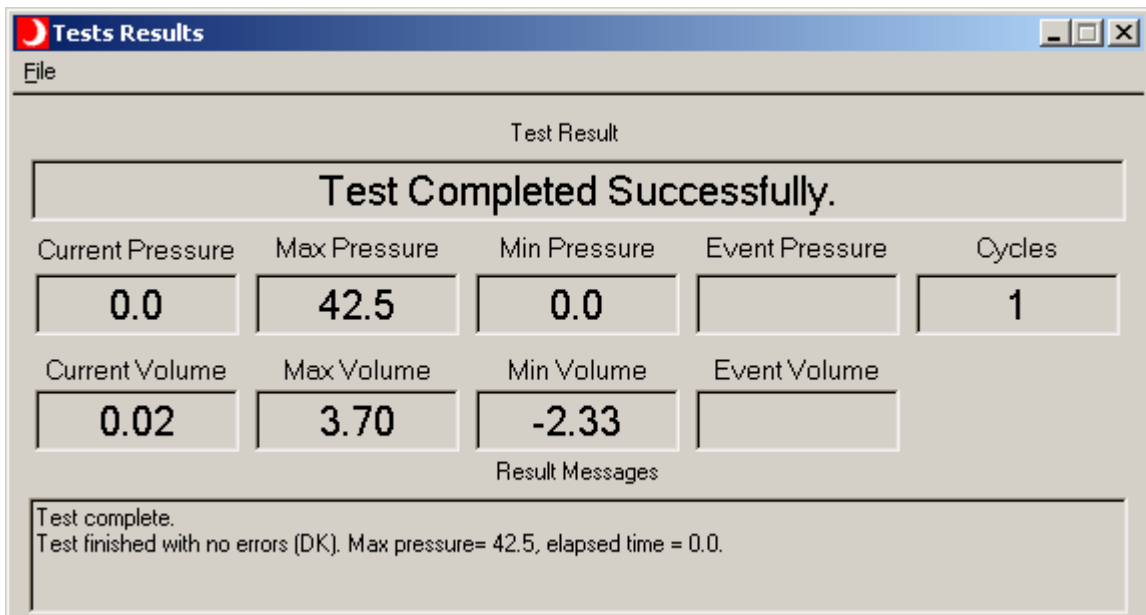 Tests Results
File
Test Result
Test Completed Successfully.
Current Pressure Max Pressure Min Pressure Event Pressure Cycles
0.0 42.5 0.0 1
Current Volume Max Volume Min Volume Event Volume
0.02 3.70 -2.33
Result Messages
Test complete.
Test finished with no errors (DK). Max pressure= 42.5, elapsed time = 0.0.